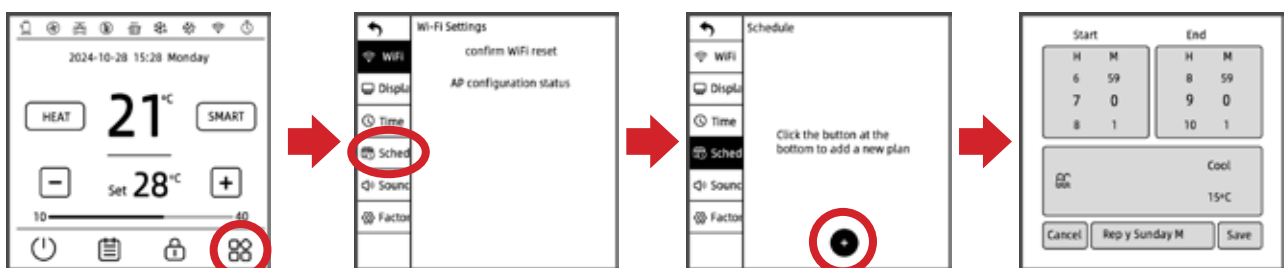 2024-10-28 15:28 Monday
HEAT
21°C
SMART
Set 28°C
10
40
Wi-Fi Settings
WiFi
Displa
Time
Sched
Sound
Factor
confirm WiFi reset
AP configuration status
Schedule
WiFi
Displa
Time
Sched
Sound
Factor
Click the button at the
bottom to add a new plan
Start End
H M H M
6 59 8 59
7 0 9 0
8 1 10 1
Cool
15°C
Cancel Rep y Sunday M Save